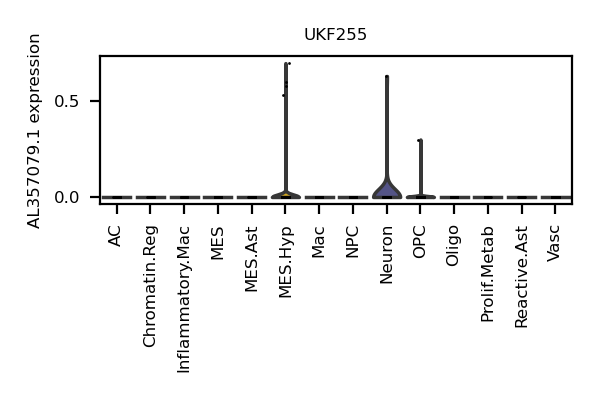 UKF255
AL357079.1 expression
0.5
0.0
AC
Chromatin.Reg
Inflammatory.Mac
MES
MES.Ast
MES.Hyp
Mac
NPC
Neuron
OPC
Oligo
Prolif.Metab
Reactive.Ast
Vasc